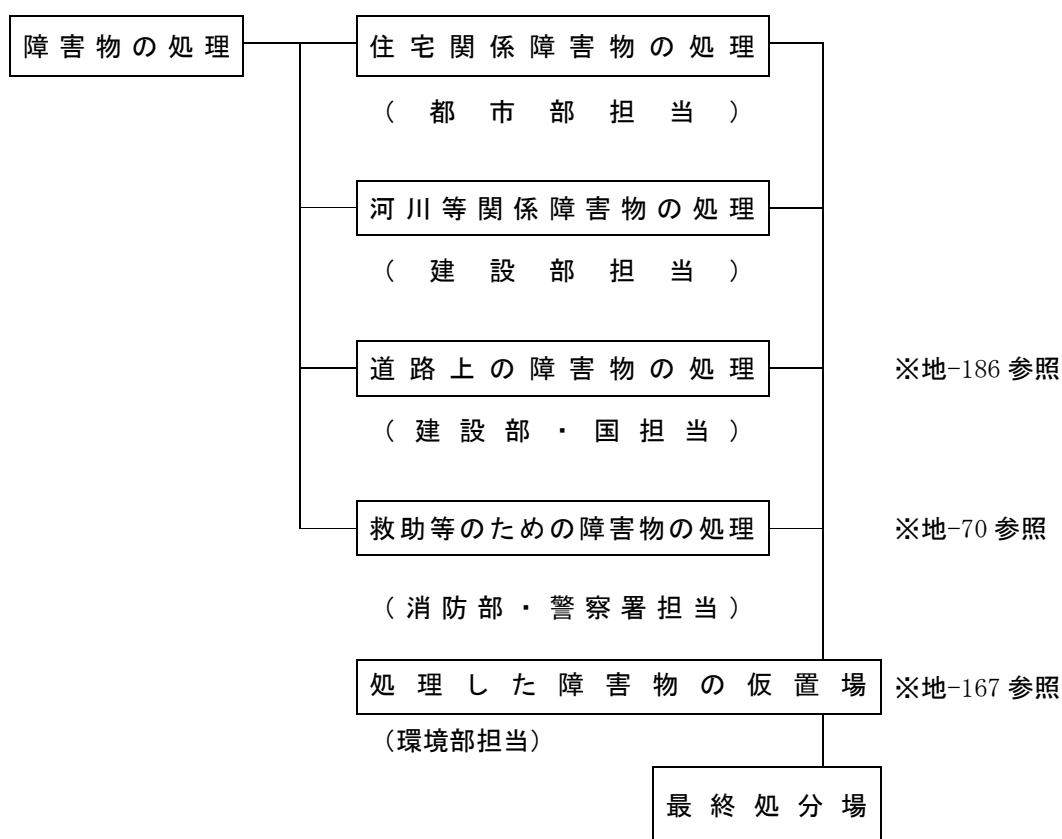 障害物の処理
住宅関係障害物の処理
（都市部担当）
河川等関係障害物の処理
（建設部担当）
道路上の障害物の処理
※地-186 参照
（建設部・国担当）
救助等のための障害物の処理
※地-70 参照
（消防部・警察署担当）
処理した障害物の仮置場
※地-167 参照
（環境部担当）
最終処分場